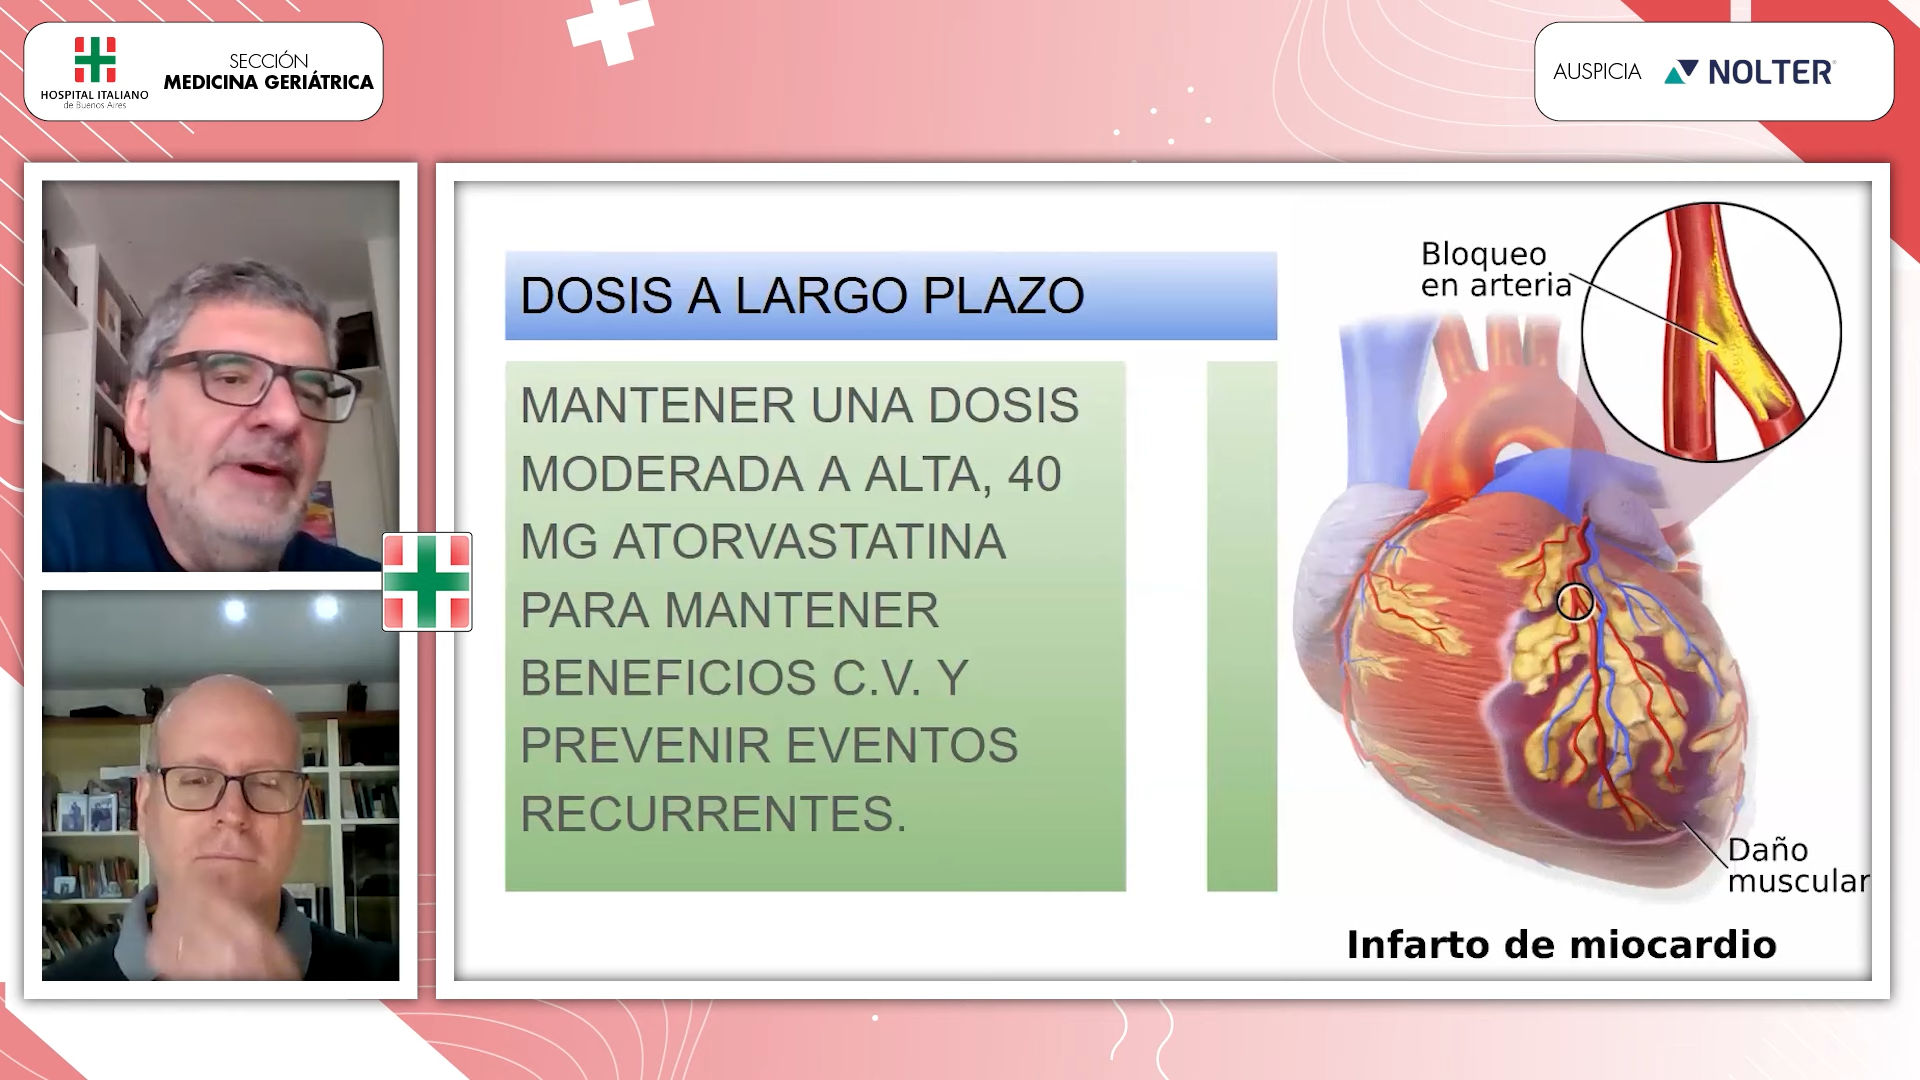 HOSPITAL ITALIANO
de Buenos Aires
SECCIÓN
MEDICINA GERIÁTRICA
AUSPICIA
NOLTER
DOSIS A LARGO PLAZO
MANTENER UNA DOSIS
MODERADA A ALTA, 40
MG ATORVASTATINA
PARA MANTENER
BENEFICIOS C.V. Y
PREVENIR EVENTOS
RECURRENTES.
Bloqueo
en arteria
Daño
muscular
Infarto de miocardio